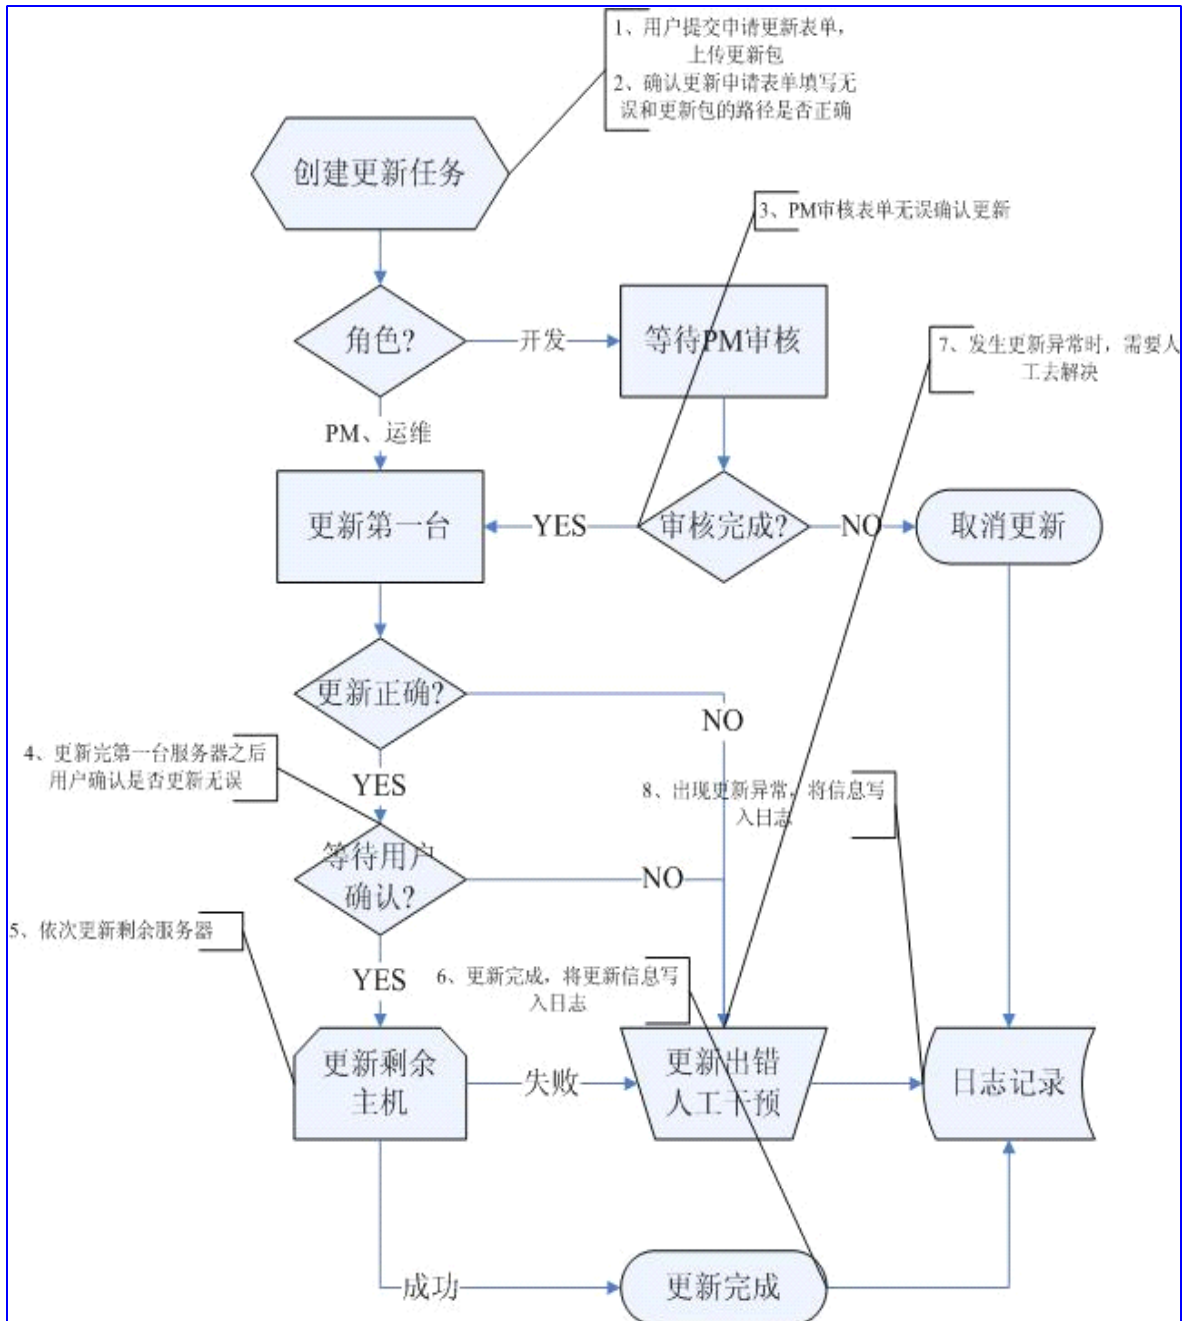 1、用户提交申请更新表单，
上传更新包
2、确认更新申请表单填写无
误和更新包的路径是否正确
创建更新任务
3、PM审核表单无误确认更新
角色?
开发
等待PM审核
7、发生更新异常时，需要人
工去解决
PM、运维
更新第一台
YES
审核完成?
NO
取消更新
更新正确?
NO
4、更新完第一台服务器之后
用户确认是否更新无误
YES
8、出现更新异常，将信息写
入日志
等待用户
确认?
NO
5、依次更新剩余服务器
YES
6、更新完成，将更新信息写
入日志
更新剩余
主机
失败
更新出错
人工干预
日志记录
成功
更新完成